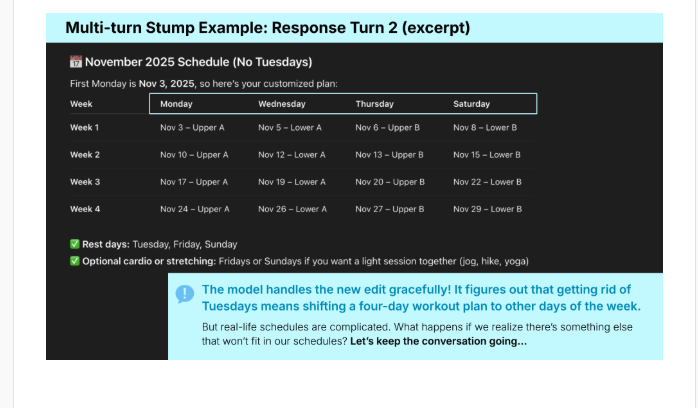 Multi-turn Stump Example: Response Turn 2 (excerpt)
📅 November 2025 Schedule (No Tuesdays)
First Monday is Nov 3, 2025, so here's your customized plan:
Week Monday Wednesday Thursday Saturday
Week 1 Nov 3 – Upper A Nov 5 – Lower A Nov 6 – Upper B Nov 8 – Lower B
Week 2 Nov 10 – Upper A Nov 12 – Lower A Nov 13 – Upper B Nov 15 – Lower B
Week 3 Nov 17 – Upper A Nov 19 – Lower A Nov 20 – Upper B Nov 22 – Lower B
Week 4 Nov 24 – Upper A Nov 26 – Lower A Nov 27 – Upper B Nov 29 – Lower B
✅ Rest days: Tuesday, Friday, Sunday
✅ Optional cardio or stretching: Fridays or Sundays if you want a light session together (jog, hike, yoga)
The model handles the new edit gracefully! It figures out that getting rid of
Tuesdays means shifting a four-day workout plan to other days of the week.
But real-life schedules are complicated. What happens if we realize there's something else
that won't fit in our schedules? Let's keep the conversation going...